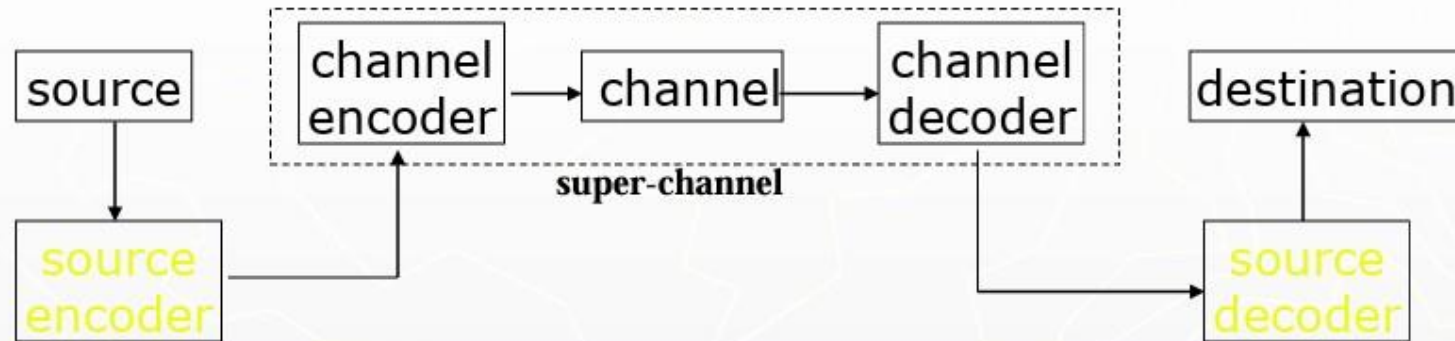 source
channel
encoder
channel
channel
decoder
destination
super-channel
source
encoder
source
decoder